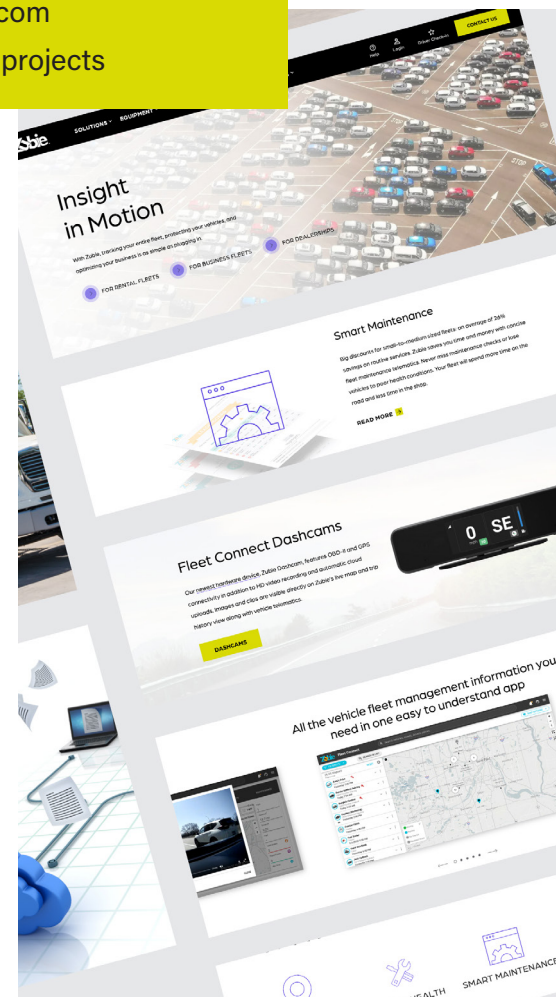 com
projects
Help
Login
Driver Check-in
CONTACT US
Zubie
SOLUTIONS
EQUIPMENT
Insight
in Motion
With Zubie, tracking your entire fleet, protecting your vehicles, and
optimizing your business is as simple as plugging in.
FOR RENTAL FLEETS
FOR BUSINESS FLEETS
FOR DEALERSHIPS
STOP
Smart Maintenance
Big discounts for small-to-medium sized fleets: an average of 26%
savings on routine services. Zubie saves you time and money with concise
fleet maintenance telematics. Never miss maintenance checks or lose
vehicles to poor health conditions. Your fleet will spend more time on the
road and less time in the shop.
READ MORE
Fleet Connect Dashcams
Our newest hardware device, Zubie Dashcam, features OBD-II and GPS
connectivity in addition to HD video recording and automatic cloud
uploads. Images and clips are visible directly on Zubie's live map and trip
history view along with vehicle telematics.
DASHCAMS
0 SE
All the vehicle fleet management information you
need in one easy to understand app
Zubie Fleet Connect
EALTH
SMART MAINTENANCE